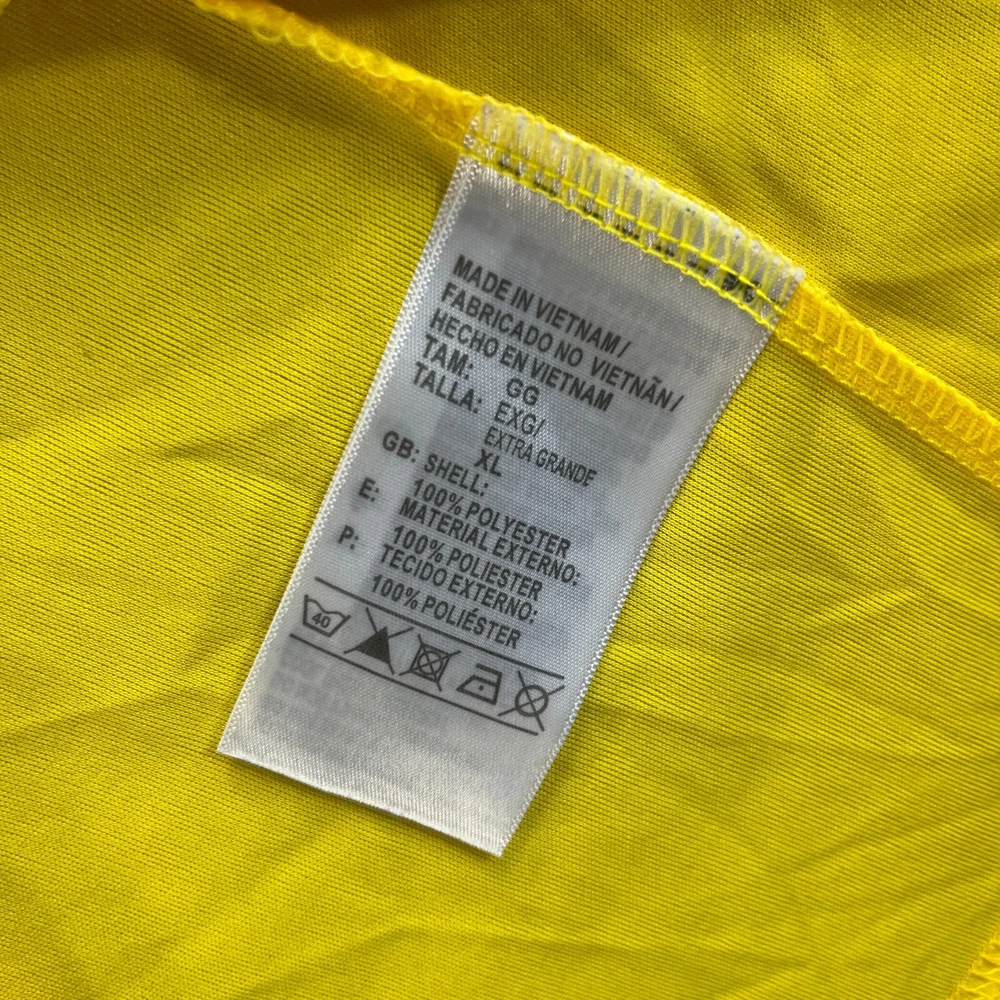 MADE IN VIETNAM/
FABRICADO NO VIETNÃN/
HECHO EN VIETNAM
TAM: GG
TALLA: EXG/
EXTRA GRANDE
XL
GB: SHELL:
100% POLYESTER
E: MATERIAL EXTERNO:
100% POLIESTER
P: TECIDO EXTERNO:
100% POLIÉSTER
40